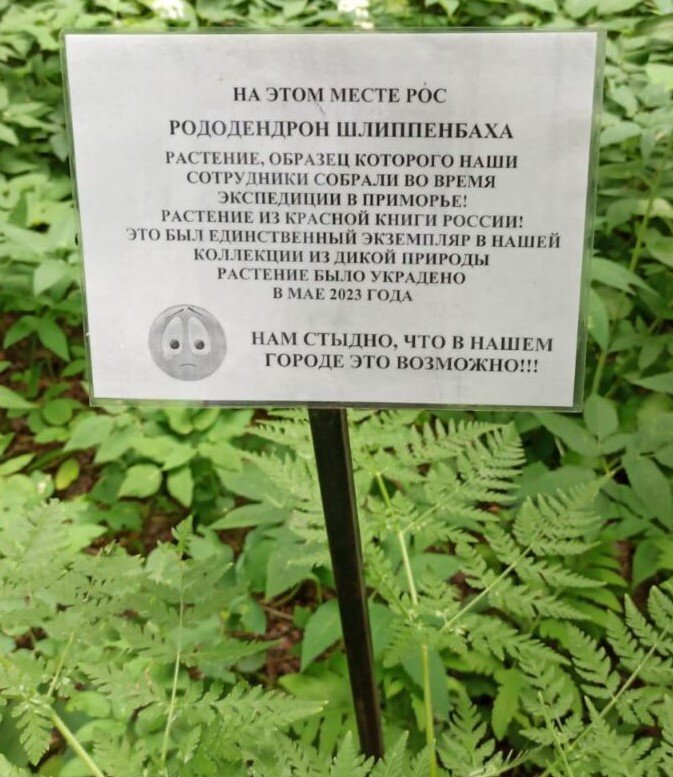 НА ЭТОМ МЕСТЕ РОС
РОДОДЕНДРОН ШЛИППЕНБАХА
РАСТЕНИЕ, ОБРАЗЕЦ КОТОРОГО НАШИ
СОТРУДНИКИ СОБРАЛИ ВО ВРЕМЯ
ЭКСПЕДИЦИИ В ПРИМОРЬЕ!
РАСТЕНИЕ ИЗ КРАСНОЙ КНИГИ РОССИИ!
ЭТО БЫЛ ЕДИНСТВЕННЫЙ ЭКЗЕМПЛЯР В НАШЕЙ
КОЛЛЕКЦИИ ИЗ ДИКОЙ ПРИРОДЫ
РАСТЕНИЕ БЫЛО УКРАДЕНО
В МАЕ 2023 ГОДА
НАМ СТЫДНО, ЧТО В НАШЕМ
ГОРОДЕ ЭТО ВОЗМОЖНО!!!